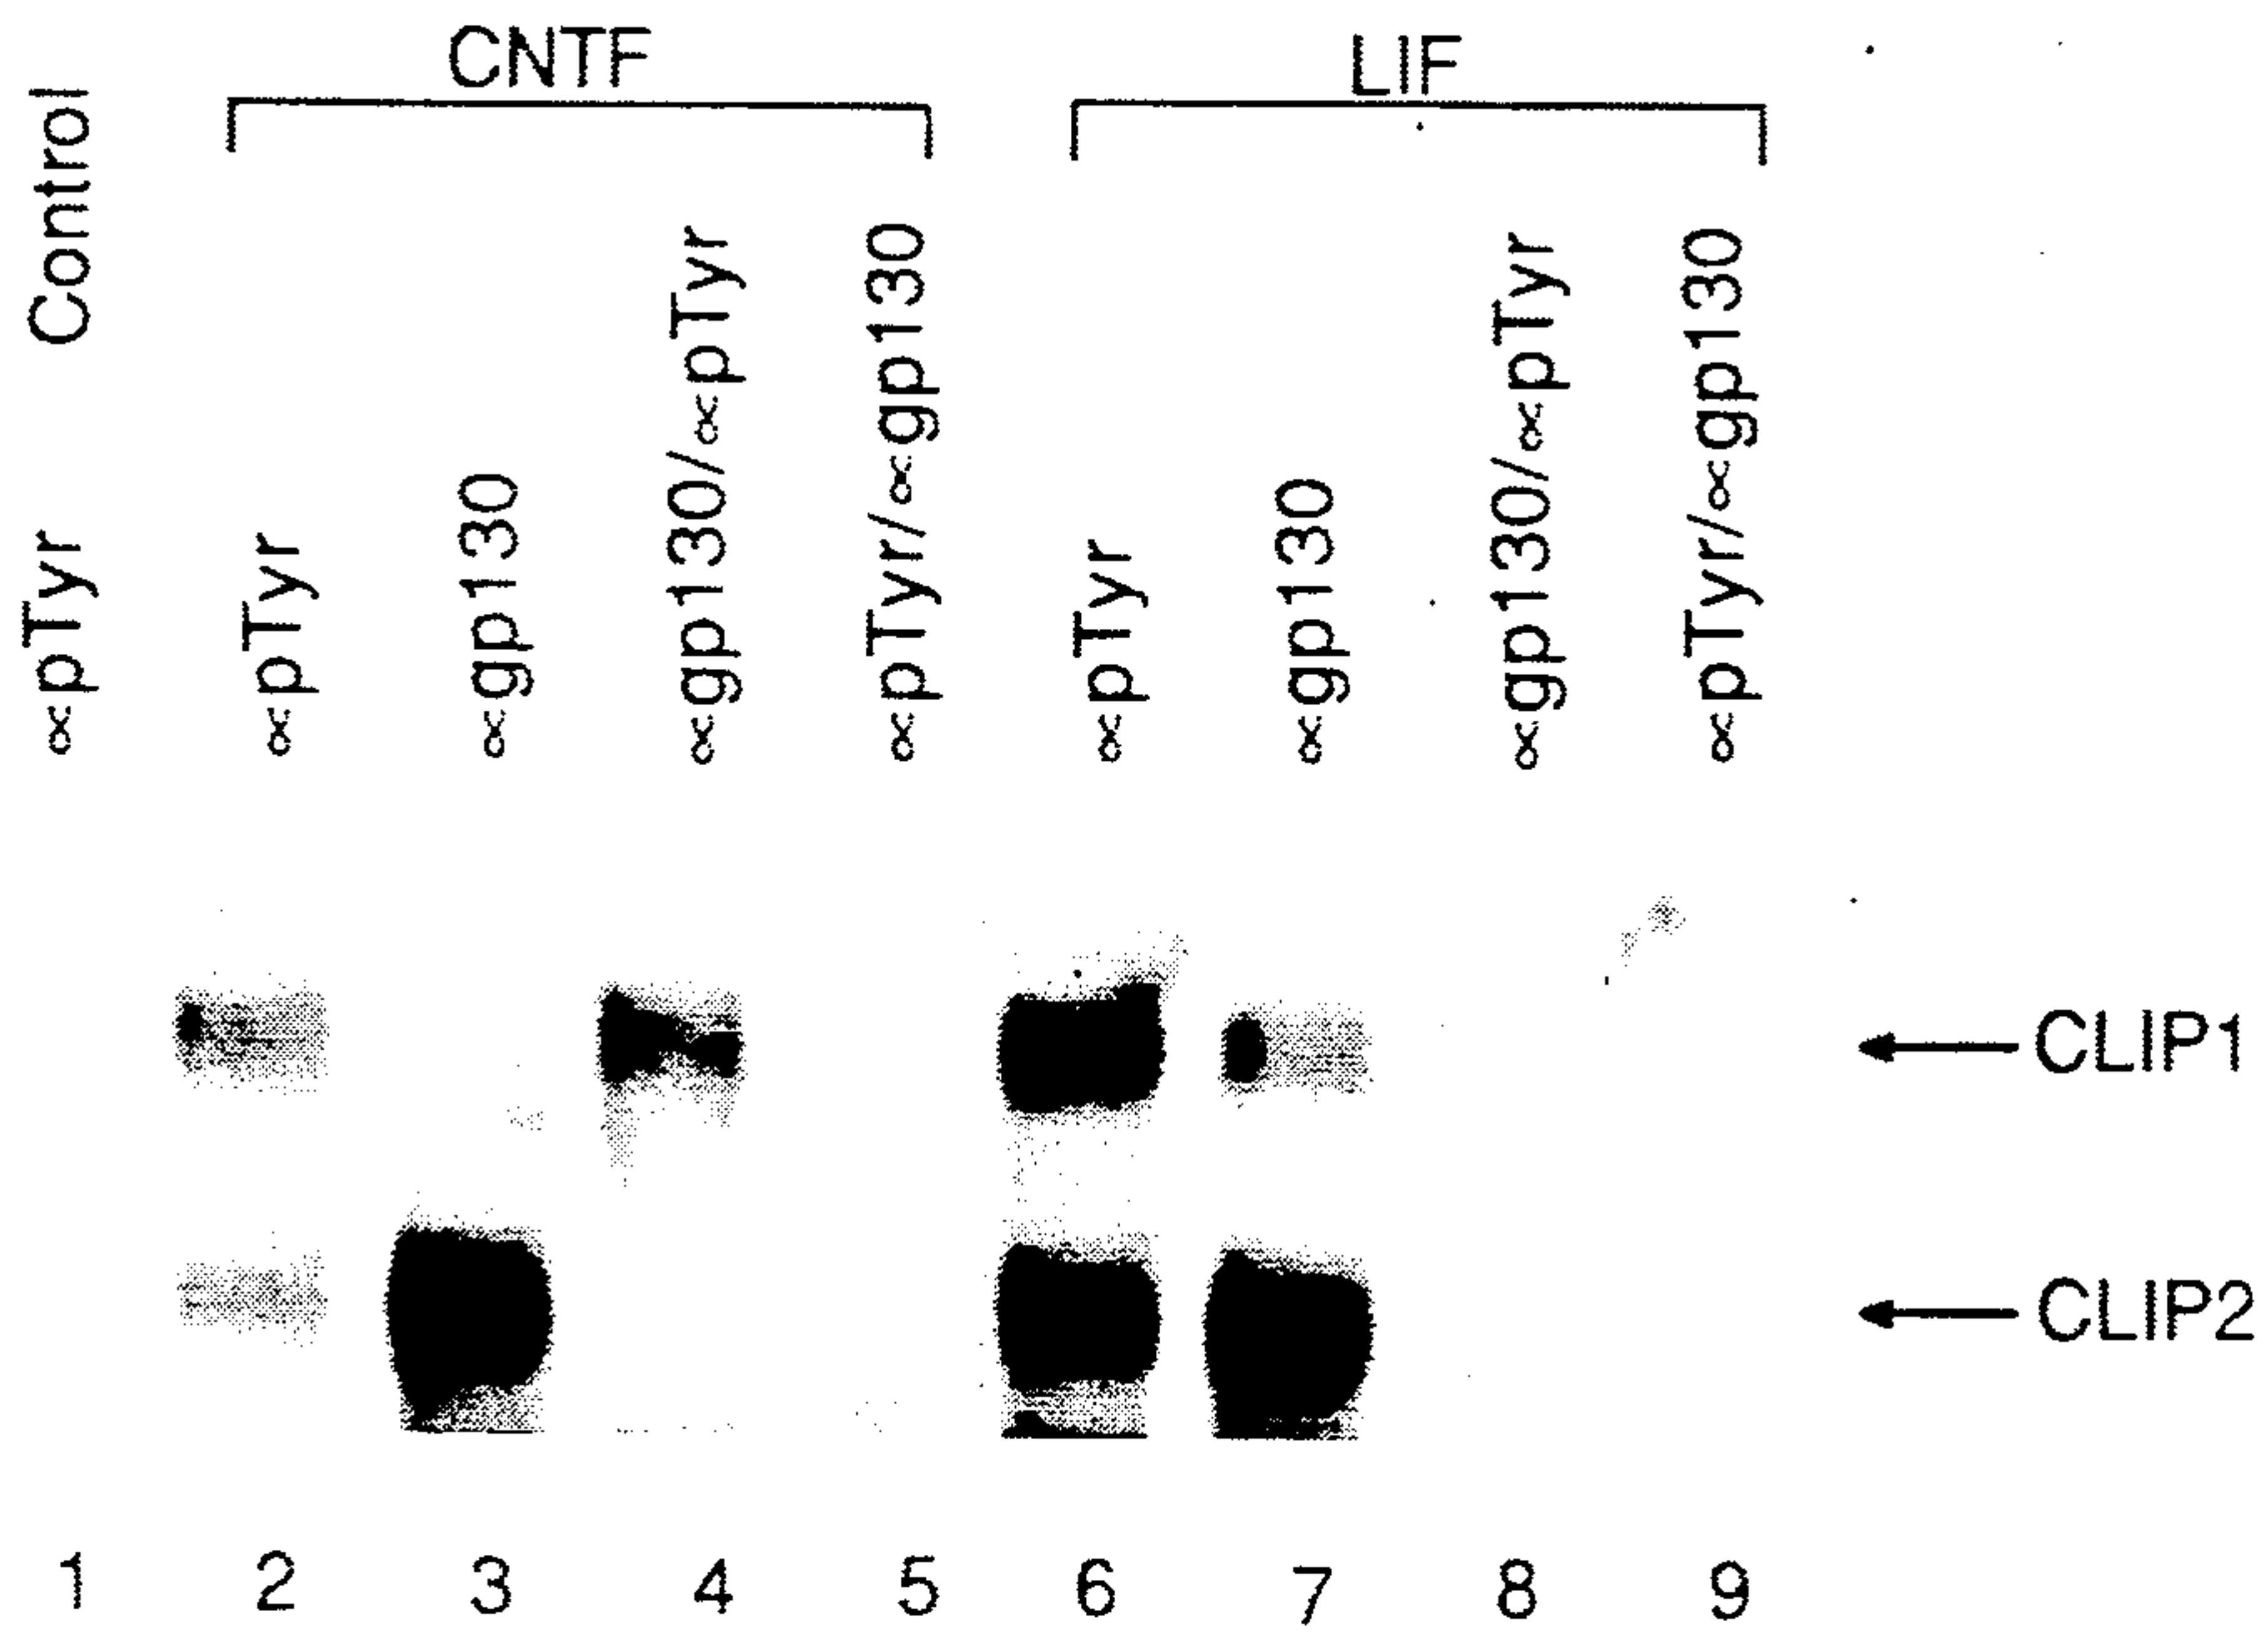 CNTF
LIF
Control
∝pTyr
∝pTyr
∝gp130
∝gp130/∝pTyr
∝pTyr/∝gp130
∝pTyr
∝gp130
∝gp130/∝pTyr
∝pTyr/∝gp130
CLIP1
CLIP2
1 2 3 4 5 6 7 8 9